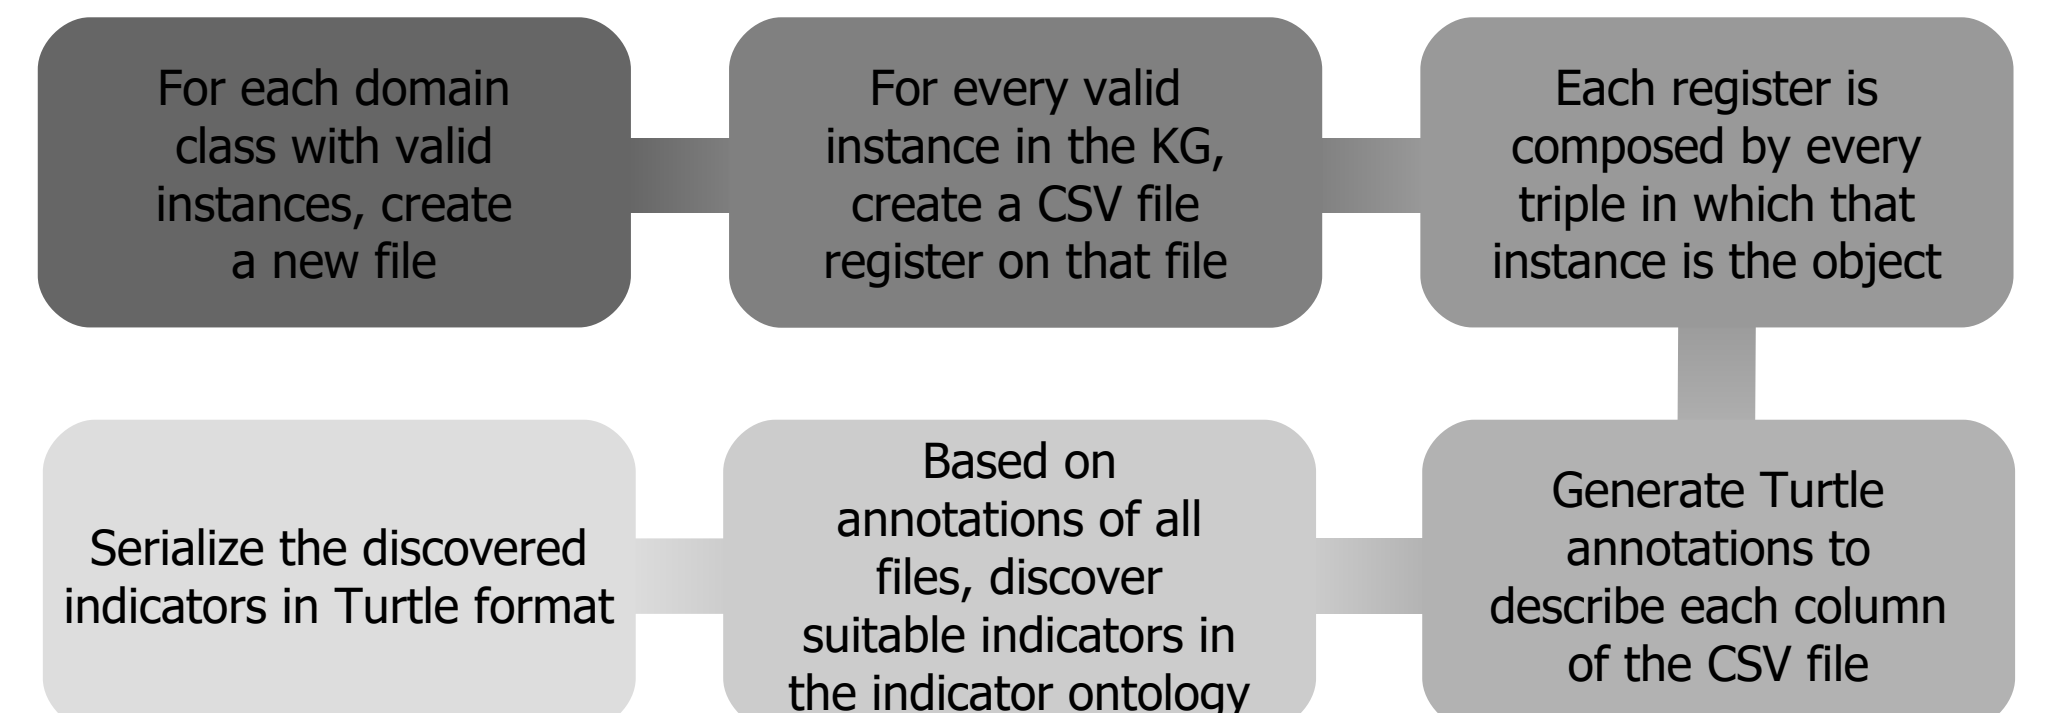 For each domain
class with valid
instances, create
a new file
For every valid
instance in the KG,
create a CSV file
register on that file
Each register is
composed by every
triple in which that
instance is the object
Generate Turtle
annotations to
describe each column
of the CSV file
Based on
annotations of all
files, discover
suitable indicators in
the indicator ontology
Serialize the discovered
indicators in Turtle format